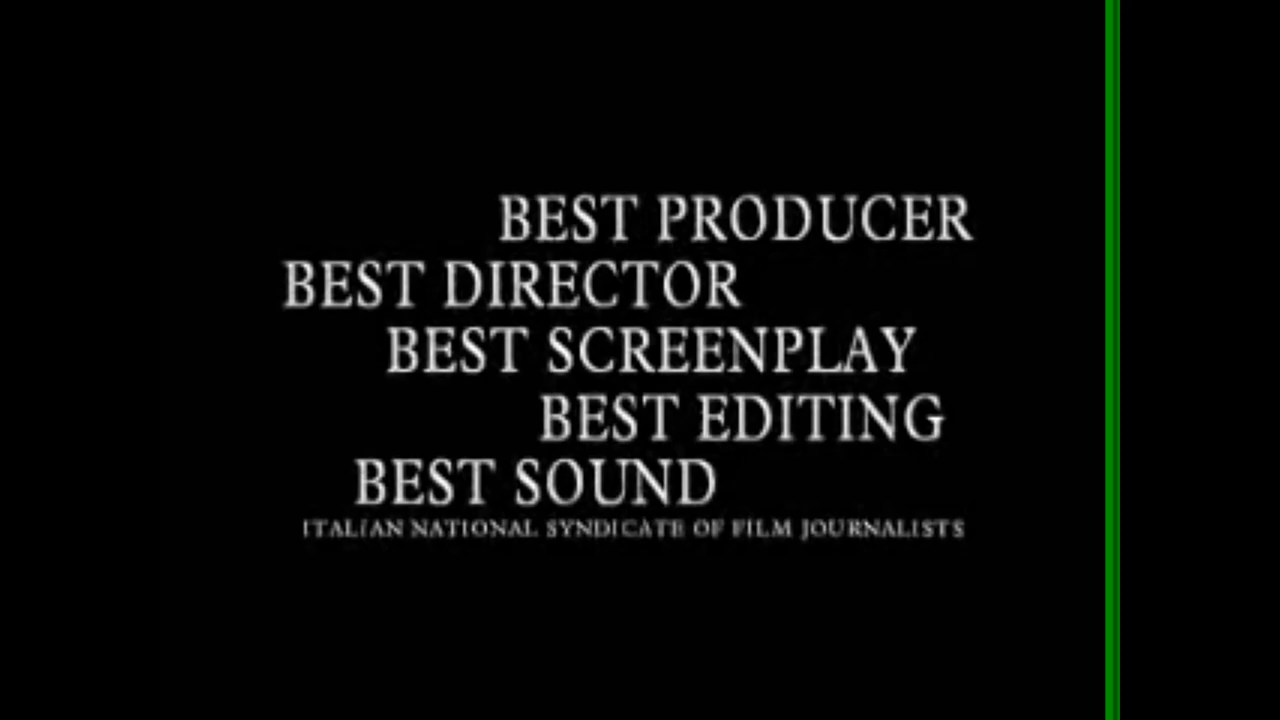 BEST PRODUCER
BEST DIRECTOR
BEST SCREENPLAY
BEST EDITING
BEST SOUND
ITALIAN NATIONAL SYNDICATE OF FILM JOURNALISTS